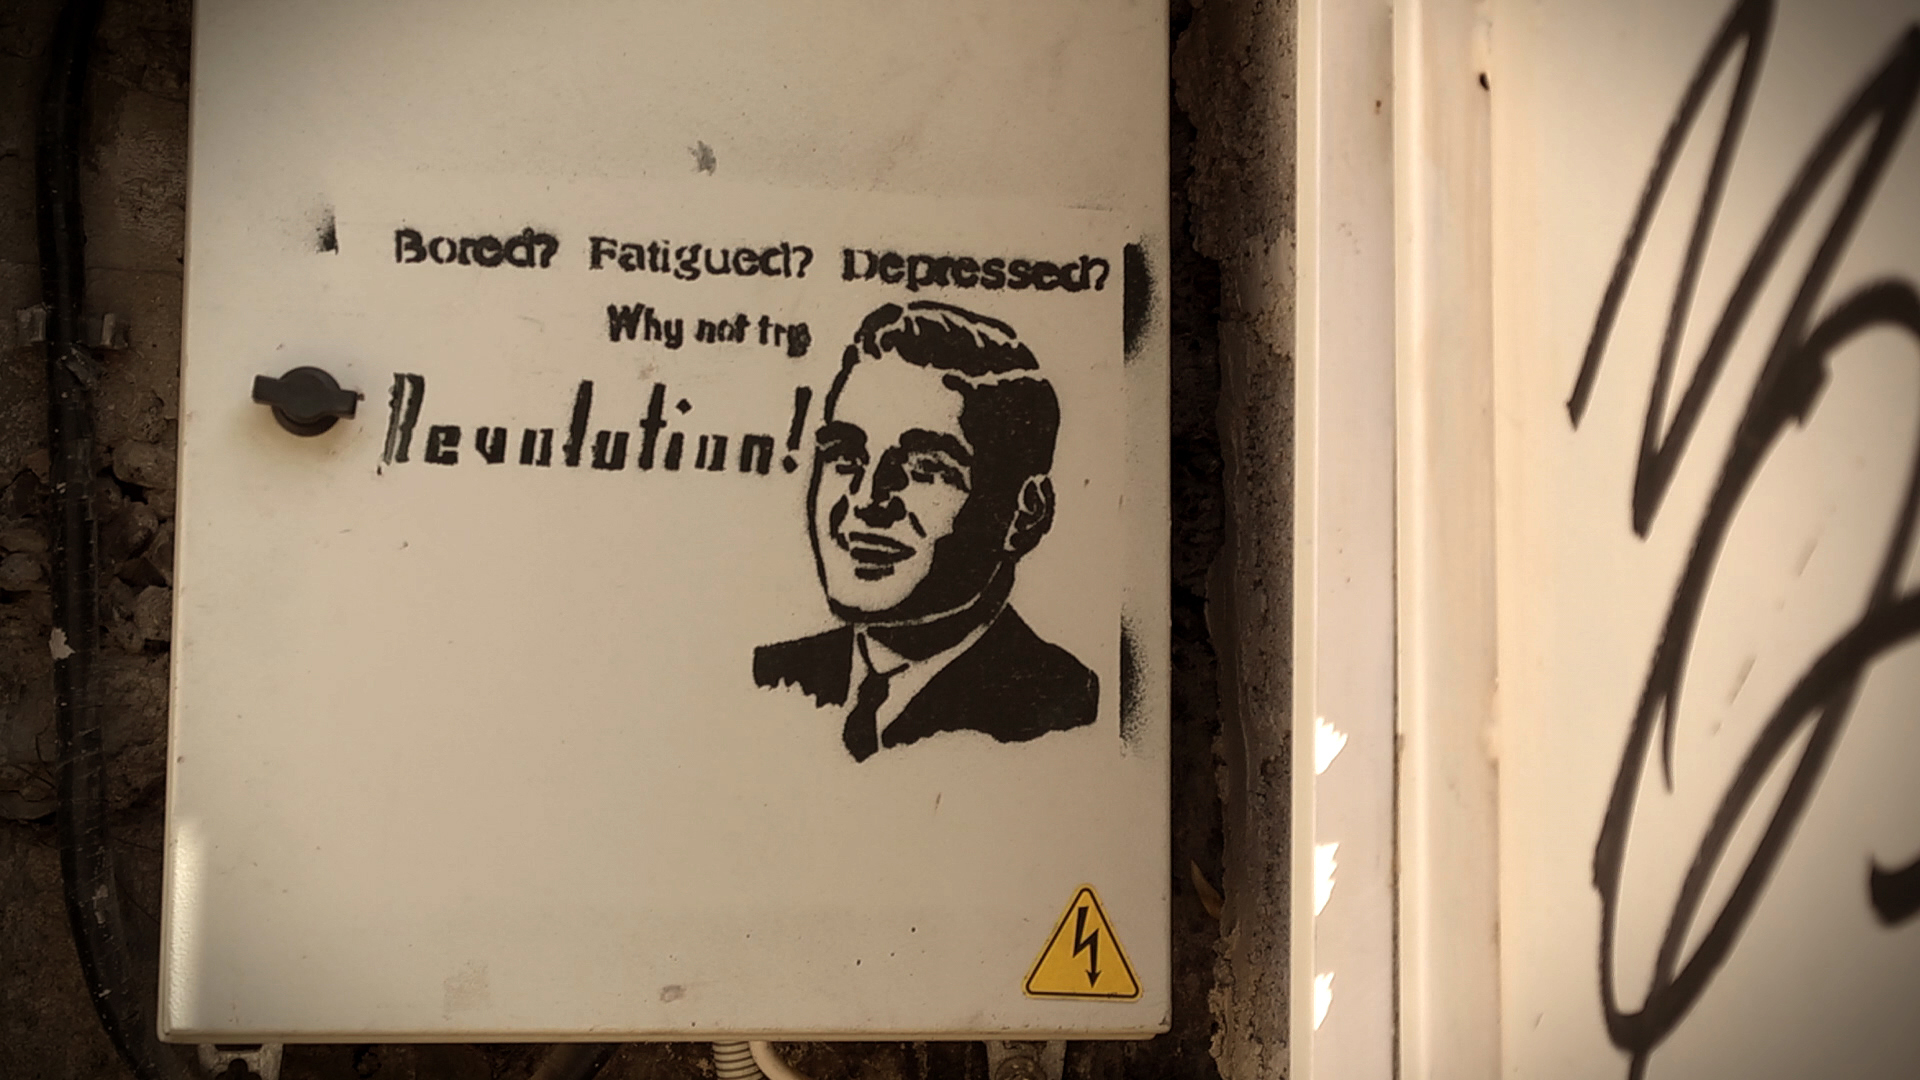 Bored? Fatigued? Depressed?
Why not try
Revolution!